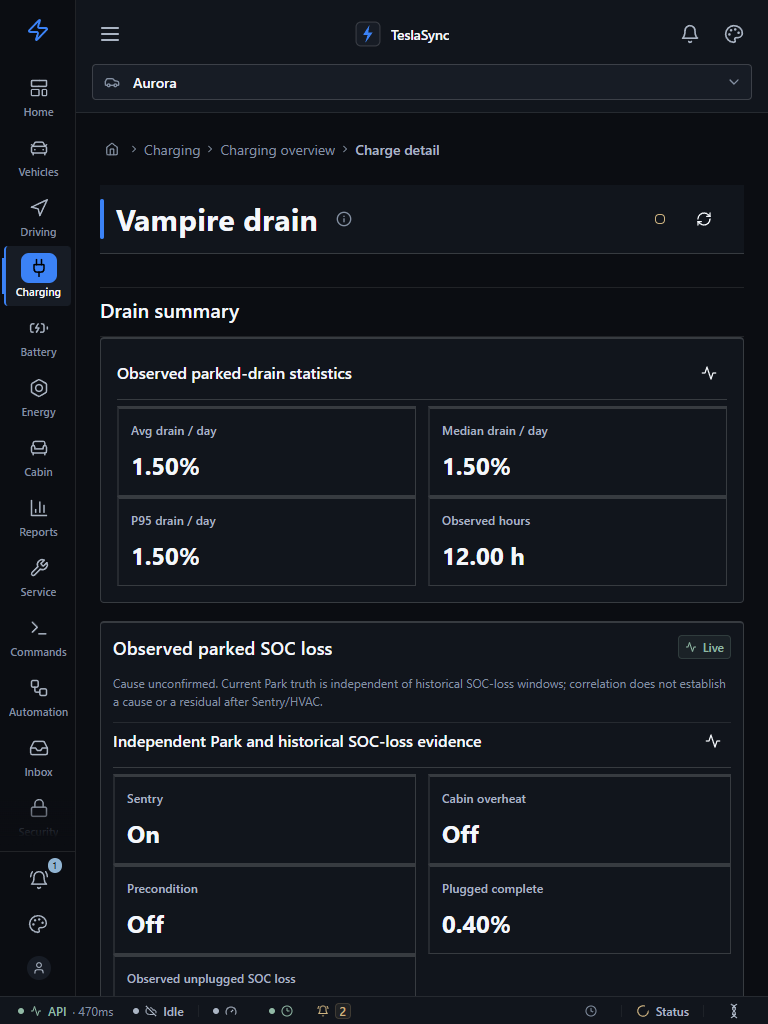 TeslaSync
Aurora
Home
Vehicles
Driving
Charging
Battery
Energy
Cabin
Reports
Service
Commands
Automation
Inbox
Security
1
Charging > Charging overview > Charge detail
Vampire drain
Drain summary
Observed parked-drain statistics
Avg drain / day
1.50%
Median drain / day
1.50%
P95 drain / day
1.50%
Observed hours
12.00 h
Observed parked SOC loss
Live
Cause unconfirmed. Current Park truth is independent of historical SOC-loss windows; correlation does not establish
a cause or a residual after Sentry/HVAC.
Independent Park and historical SOC-loss evidence
Sentry
On
Cabin overheat
Off
Precondition
Off
Plugged complete
0.40%
Observed unplugged SOC loss
API · 470ms
Idle
2
Status